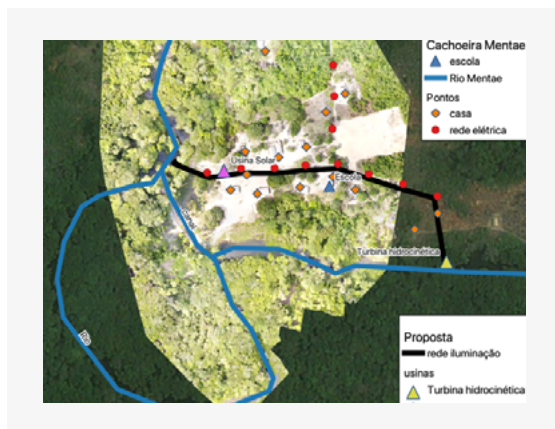 Cachoeira Mentae
escola
Rio Mentae
Pontos
casa
rede elétrica
Usina Solar
Escola
Turbina hidrocinética
Rio
Proposta
rede iluminação
usinas
Turbina hidrocinética